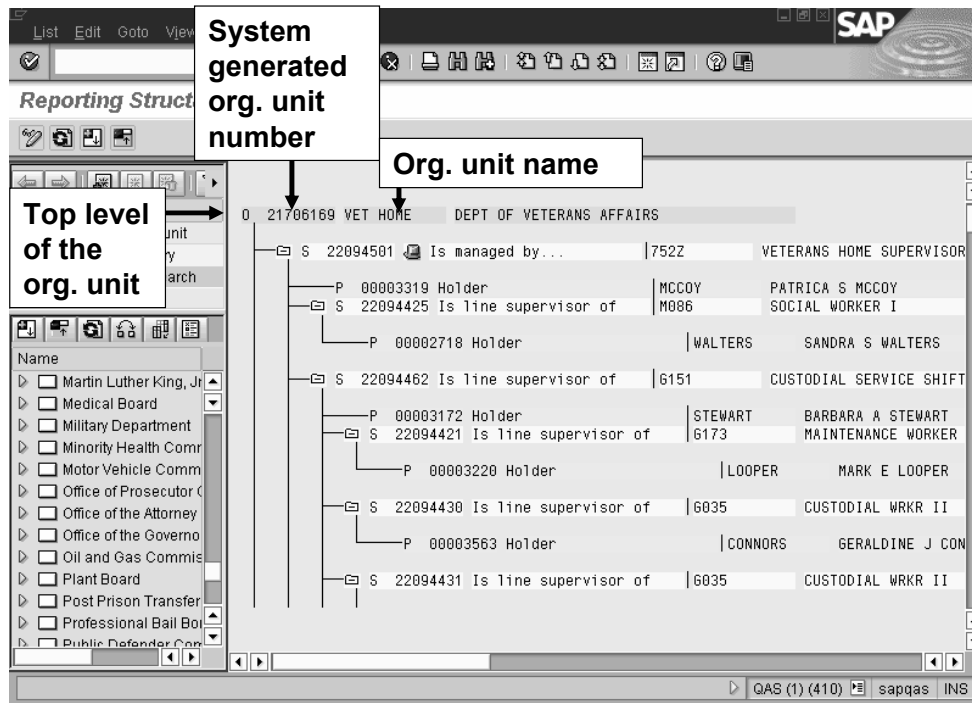 List Edit Goto View
SAP
System generated org. unit number
Reporting Struct
Org. unit name
Top level of the org. unit
arch
Name
Martin Luther King, Jr
Medical Board
Military Department
Minority Health Comr
Motor Vehicle Comm
Office of Prosecutor C
Office of the Attorney
Office of the Governo
Oil and Gas Commis
Plant Board
Post Prison Transfer
Professional Bail Bo
Public Defender Com
O 21706169 VET HOME DEPT OF VETERANS AFFAIRS
S 22094501 Is managed by... 752Z VETERANS HOME SUPERVISOR
P 00003319 Holder MCCOY PATRICA S MCCOY
S 22094425 Is line supervisor of M086 SOCIAL WORKER I
P 00002718 Holder WALTERS SANDRA S WALTERS
S 22094462 Is line supervisor of G151 CUSTODIAL SERVICE SHIFT
P 00003172 Holder STEWART BARBARA A STEWART
S 22094421 Is line supervisor of G173 MAINTENANCE WORKER
P 00003220 Holder LOOPER MARK E LOOPER
S 22094430 Is line supervisor of G035 CUSTODIAL WRKR II
P 00003563 Holder CONNORS GERALDINE J CON
S 22094431 Is line supervisor of G035 CUSTODIAL WRKR II
QAS (1) (410) sapqas INS